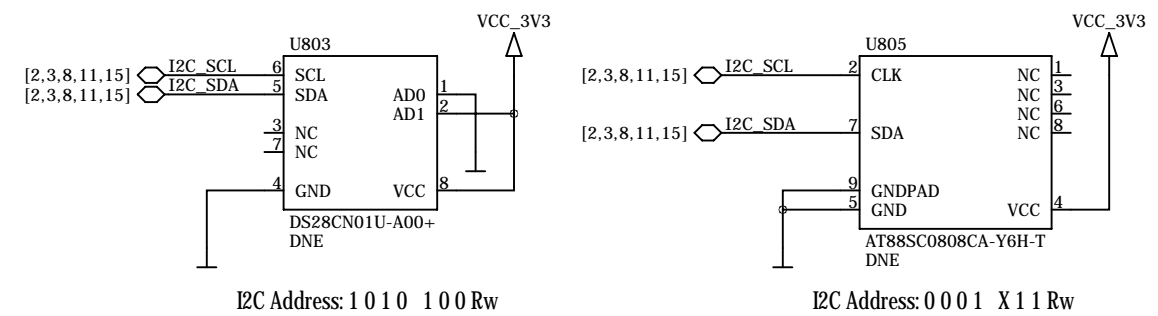 VCC_3V3
U803
[2,3,8,11,15] I2C_SCL 6 SCL
[2,3,8,11,15] I2C_SDA 5 SDA
AD0 1
AD1 2
3 NC
7 NC
4 GND VCC 8
DS28CN01U-A00+
DNE
I2C Address: 1 0 1 0 1 0 0 Rw
VCC_3V3
U805
[2,3,8,11,15] I2C_SCL 2 CLK
NC 1
NC 3
NC 6
NC 8
[2,3,8,11,15] I2C_SDA 7 SDA
9 GNDPAD
5 GND VCC 4
AT88SC0808CA-Y6H-T
DNE
I2C Address: 0 0 0 1 X 1 1 Rw